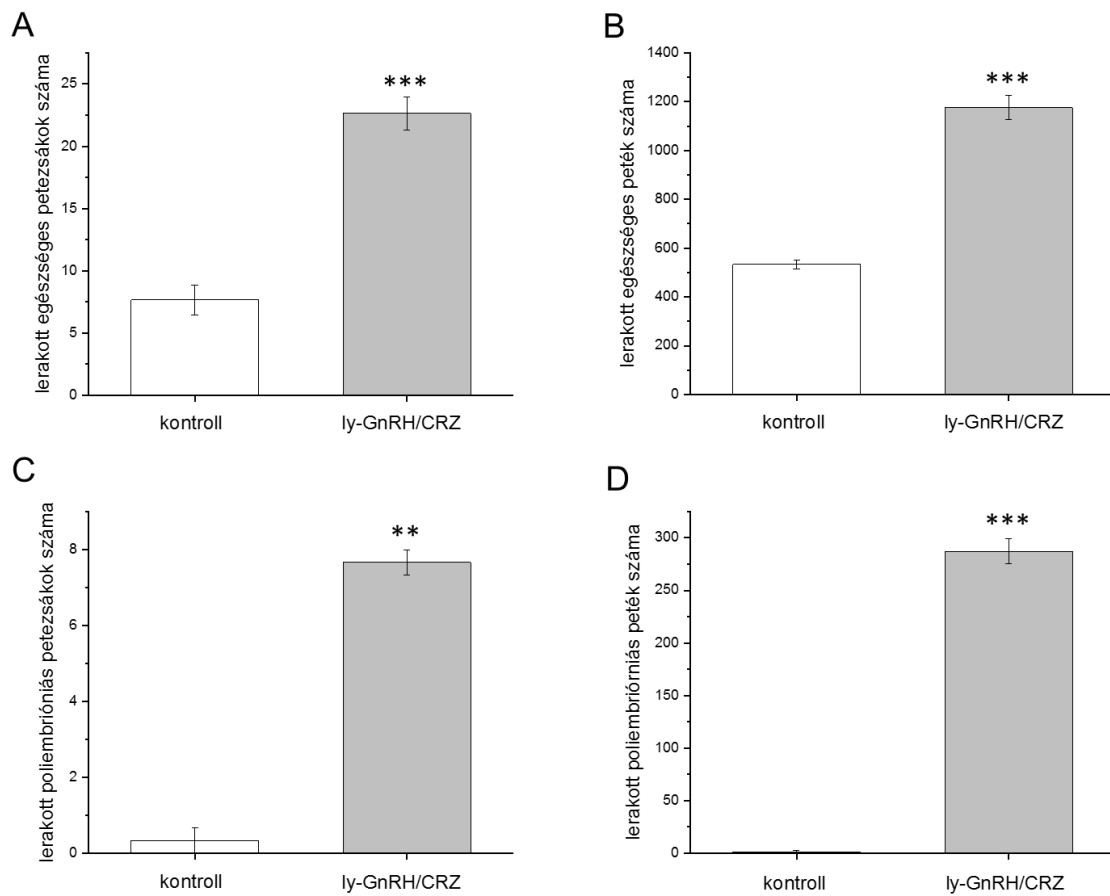 A
lerakott egészséges petezsákok száma
25
20
15
10
5
0
***
kontroll
ly-GnRH/CRZ
B
lerakott egészséges peték száma
1400
1200
1000
800
600
400
200
0
***
kontroll
ly-GnRH/CRZ
C
lerakott poliembrióniás petezsákok száma
8
6
4
2
0
**
kontroll
ly-GnRH/CRZ
D
lerakott poliembriórniás peték száma
300
250
200
150
100
50
0
***
kontroll
ly-GnRH/CRZ